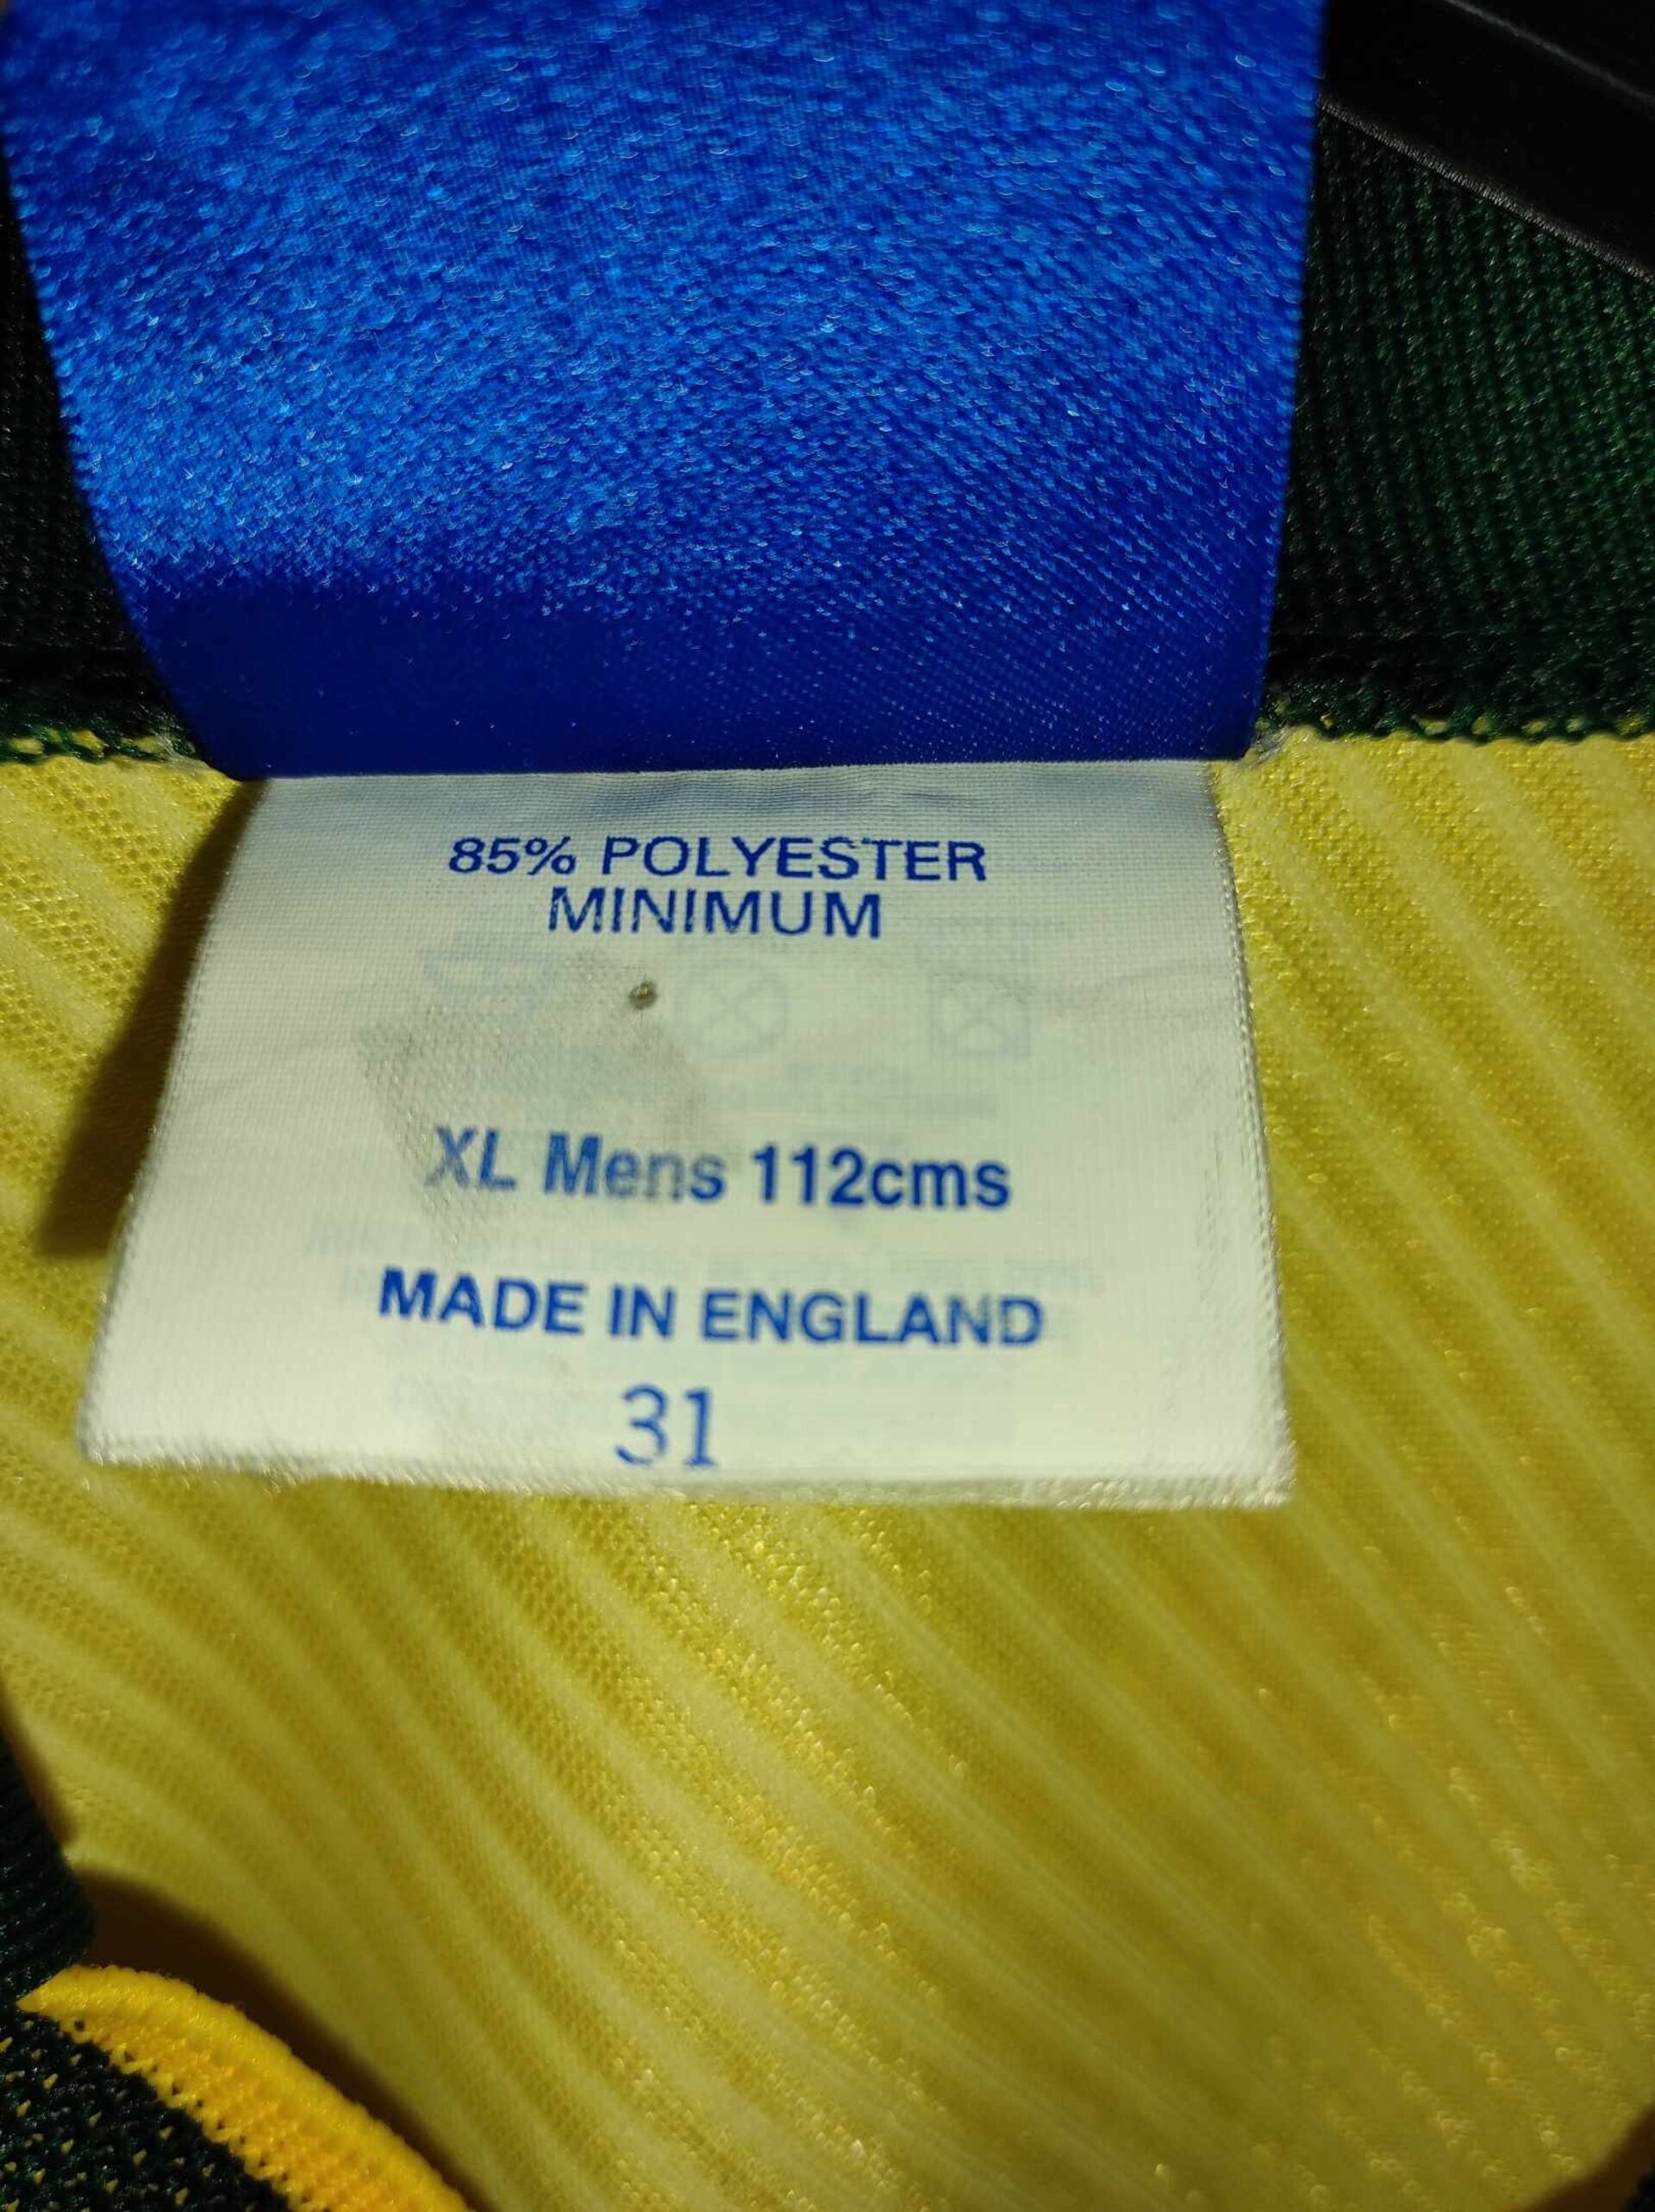 85% POLYESTER
MINIMUM
XL Mens 112cms
MADE IN ENGLAND
31